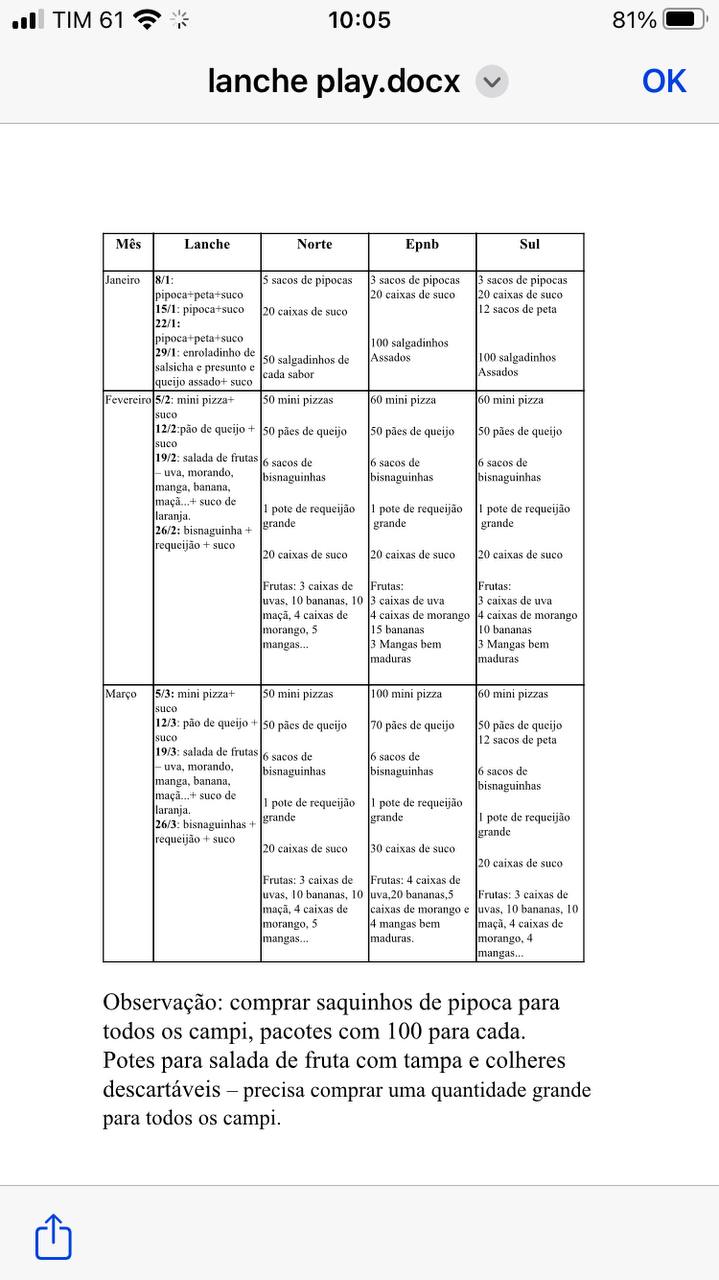 TIM 61
10:05
81%
lanche play.docx
OK
Mês
Lanche
Norte
Epnb
Sul
Janeiro
8/1:
pipoca+peta+suco
15/1: pipoca+suco
22/1:
pipoca+peta+suco
29/1: enroladinho de
salsicha e presunto e
queijo assado+ suco
5 sacos de pipocas
20 caixas de suco
50 salgadinhos de
cada sabor
3 sacos de pipocas
20 caixas de suco
100 salgadinhos
Assados
3 sacos de pipocas
20 caixas de suco
12 sacos de peta
100 salgadinhos
Assados
Fevereiro
5/2: mini pizza+
suco
12/2:pão de queijo +
suco
19/2: salada de frutas
– uva, morando,
manga, banana,
maçã...+ suco de
laranja.
26/2: bisnaguinha +
requeijão + suco
50 mini pizzas
50 pães de queijo
6 sacos de
bisnaguinhas
1 pote de requeijão
grande
20 caixas de suco
Frutas: 3 caixas de
uvas, 10 bananas, 10
maçã, 4 caixas de
morango, 5
mangas...
60 mini pizza
50 pães de queijo
6 sacos de
bisnaguinhas
1 pote de requeijão
grande
20 caixas de suco
Frutas:
3 caixas de uva
4 caixas de morango
15 bananas
3 Mangas bem
maduras
60 mini pizza
50 pães de queijo
6 sacos de
bisnaguinhas
1 pote de requeijão
grande
20 caixas de suco
Frutas:
3 caixas de uva
4 caixas de morango
10 bananas
3 Mangas bem
maduras
Março
5/3: mini pizza+
suco
12/3: pão de queijo +
suco
19/3: salada de frutas
– uva, morando,
manga, banana,
maçã...+ suco de
laranja.
26/3: bisnaguinhas +
requeijão + suco
50 mini pizzas
50 pães de queijo
6 sacos de
bisnaguinhas
1 pote de requeijão
grande
20 caixas de suco
Frutas: 3 caixas de
uvas, 10 bananas, 10
maçã, 4 caixas de
morango, 5
mangas...
100 mini pizza
70 pães de queijo
6 sacos de
bisnaguinhas
1 pote de requeijão
grande
30 caixas de suco
Frutas: 4 caixas de
uva,20 bananas,5
caixas de morango e
4 mangas bem
maduras.
60 mini pizzas
50 pães de queijo
12 sacos de peta
6 sacos de
bisnaguinhas
1 pote de requeijão
grande
20 caixas de suco
Frutas: 3 caixas de
uvas, 10 bananas, 10
maçã, 4 caixas de
morango, 4
mangas...
Observação: comprar saquinhos de pipoca para
todos os campi, pacotes com 100 para cada.
Potes para salada de fruta com tampa e colheres
descartáveis – precisa comprar uma quantidade grande
para todos os campi.